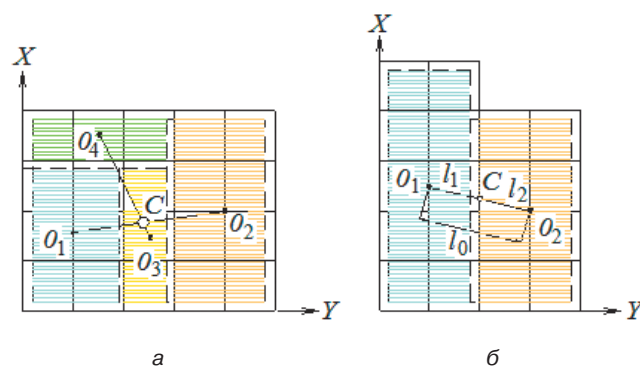 X
O₄
C
O₁
O₂
O₃
Y
а
X
O₁
l₁
C
l₂
O₂
l₀
Y
б